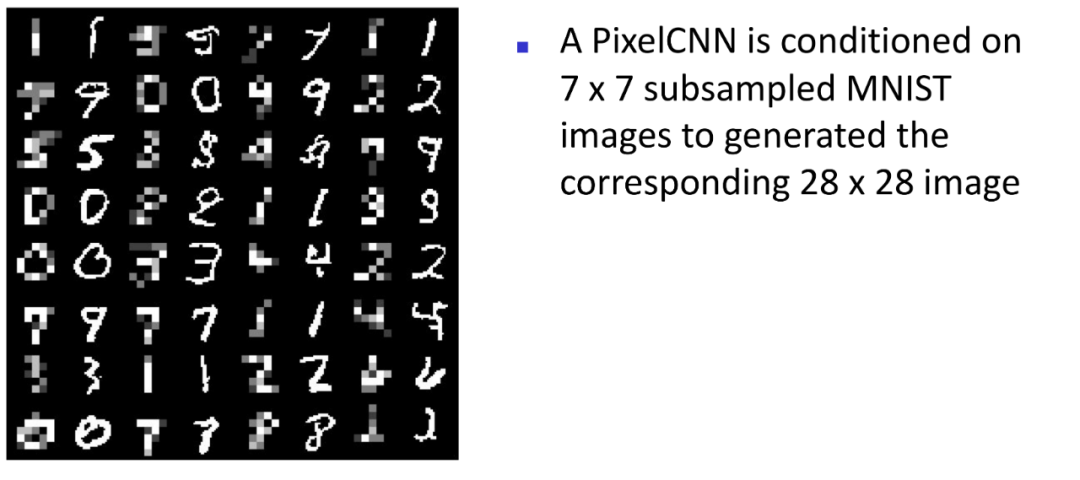 A PixelCNN is conditioned on
7 x 7 subsampled MNIST
images to generated the
corresponding 28 x 28 image